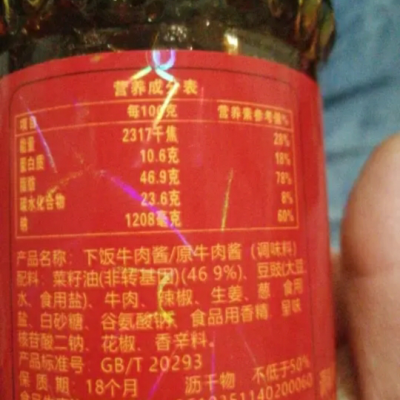 营养成分表
项目 每100克 营养素参考值%
能量 2317千焦 28%
蛋白质 10.6克 18%
脂肪 46.9克 78%
碳水化合物 23.6克 8%
钠 1208毫克 60%
产品名称：下饭牛肉酱/原牛肉酱（调味料）
配料：菜籽油(非转基因)(46 9%)、豆豉(大豆、
水、食用盐)、牛肉、辣椒、生姜、葱 食用
盐、白砂糖、谷氨酸钠、食品用香精 呈味
核苷酸二钠、花椒、香辛料。
产品标准号：GB/T 20293
保 质 期：18个月 沥干物 不低于50%